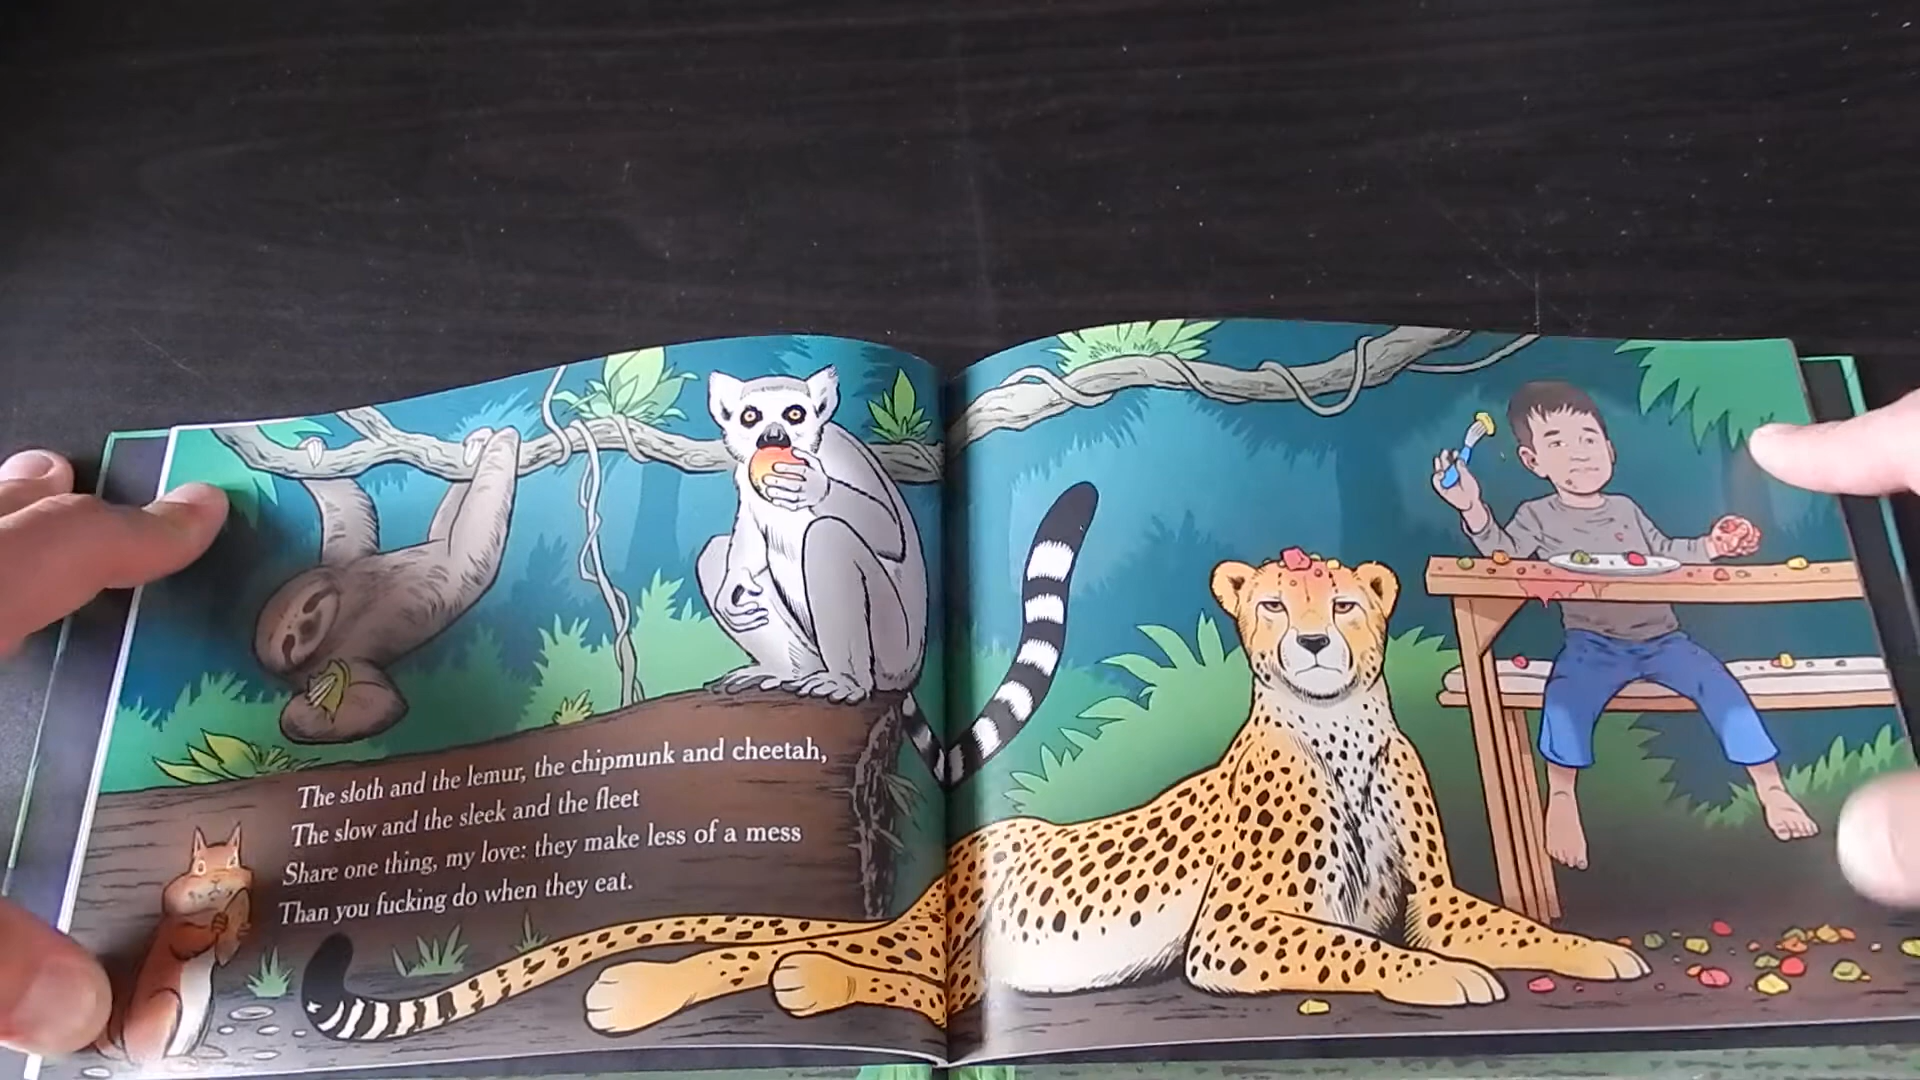 The sloth and the lemur, the chipmunk and cheetah,
The slow and the sleek and the fleet
Share one thing, my love: they make less of a mess
Than you fucking do when they eat.